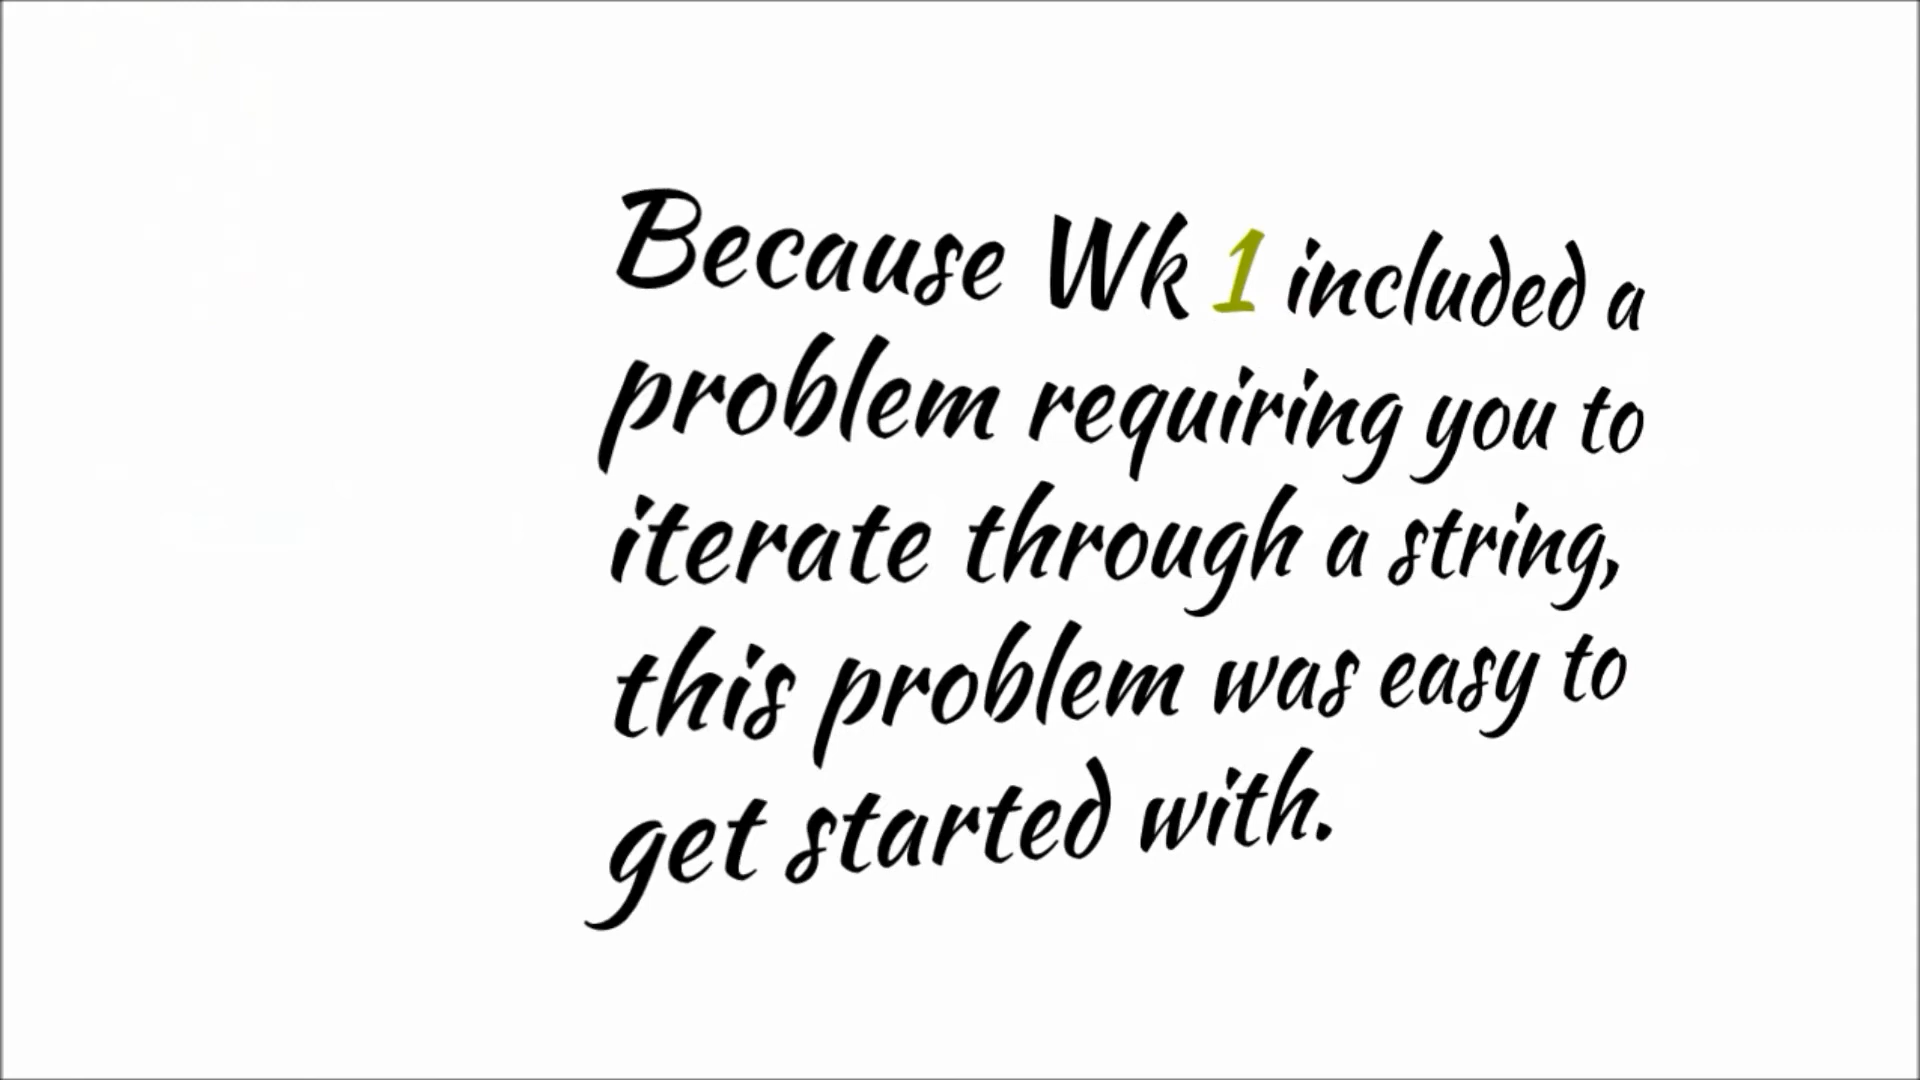 Because Wk 1 included a
problem requiring you to
iterate through a string,
this problem was easy to
get started with.